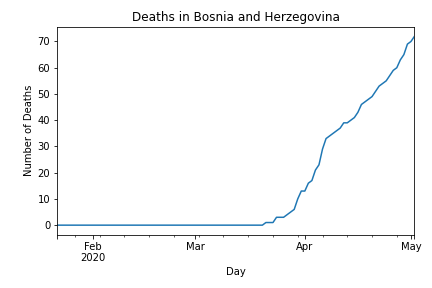 Deaths in Bosnia and Herzegovina
Number of Deaths
70
60
50
40
30
20
10
0
Feb
2020
Mar
Apr
May
Day